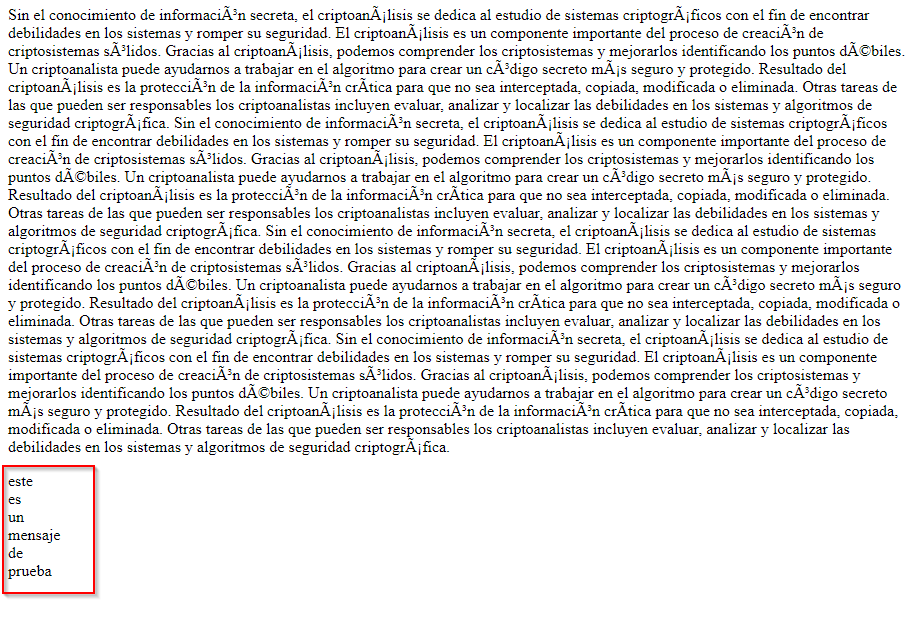 Sin el conocimiento de informaciÃ³n secreta, el criptoanÃ¡lisis se dedica al estudio de sistemas criptogrÃ¡ficos con el fin de encontrar
debilidades en los sistemas y romper su seguridad. El criptoanÃ¡lisis es un componente importante del proceso de creaciÃ³n de
criptosistemas sÃ³lidos. Gracias al criptoanÃ¡lisis, podemos comprender los criptosistemas y mejorarlos identificando los puntos dÃ©biles.
Un criptoanalista puede ayudarnos a trabajar en el algoritmo para crear un cÃ³digo secreto mÃ¡s seguro y protegido. Resultado del
criptoanÃ¡lisis es la protecciÃ³n de la informaciÃ³n crÃ­tica para que no sea interceptada, copiada, modificada o eliminada. Otras tareas de
las que pueden ser responsables los criptoanalistas incluyen evaluar, analizar y localizar las debilidades en los sistemas y algoritmos de
seguridad criptogrÃ¡fica. Sin el conocimiento de informaciÃ³n secreta, el criptoanÃ¡lisis se dedica al estudio de sistemas criptogrÃ¡ficos
con el fin de encontrar debilidades en los sistemas y romper su seguridad. El criptoanÃ¡lisis es un componente importante del proceso de
creaciÃ³n de criptosistemas sÃ³lidos. Gracias al criptoanÃ¡lisis, podemos comprender los criptosistemas y mejorarlos identificando los
puntos dÃ©biles. Un criptoanalista puede ayudarnos a trabajar en el algoritmo para crear un cÃ³digo secreto mÃ¡s seguro y protegido.
Resultado del criptoanÃ¡lisis es la protecciÃ³n de la informaciÃ³n crÃ­tica para que no sea interceptada, copiada, modificada o eliminada.
Otras tareas de las que pueden ser responsables los criptoanalistas incluyen evaluar, analizar y localizar las debilidades en los sistemas y
algoritmos de seguridad criptogrÃ¡fica. Sin el conocimiento de informaciÃ³n secreta, el criptoanÃ¡lisis se dedica al estudio de sistemas
criptogrÃ¡ficos con el fin de encontrar debilidades en los sistemas y romper su seguridad. El criptoanÃ¡lisis es un componente importante
del proceso de creaciÃ³n de criptosistemas sÃ³lidos. Gracias al criptoanÃ¡lisis, podemos comprender los criptosistemas y mejorarlos
identificando los puntos dÃ©biles. Un criptoanalista puede ayudarnos a trabajar en el algoritmo para crear un cÃ³digo secreto mÃ¡s seguro
y protegido. Resultado del criptoanÃ¡lisis es la protecciÃ³n de la informaciÃ³n crÃ­tica para que no sea interceptada, copiada, modificada o
eliminada. Otras tareas de las que pueden ser responsables los criptoanalistas incluyen evaluar, analizar y localizar las debilidades en los
sistemas y algoritmos de seguridad criptogrÃ¡fica. Sin el conocimiento de informaciÃ³n secreta, el criptoanÃ¡lisis se dedica al estudio de
sistemas criptogrÃ¡ficos con el fin de encontrar debilidades en los sistemas y romper su seguridad. El criptoanÃ¡lisis es un componente
importante del proceso de creaciÃ³n de criptosistemas sÃ³lidos. Gracias al criptoanÃ¡lisis, podemos comprender los criptosistemas y
mejorarlos identificando los puntos dÃ©biles. Un criptoanalista puede ayudarnos a trabajar en el algoritmo para crear un cÃ³digo secreto
mÃ¡s seguro y protegido. Resultado del criptoanÃ¡lisis es la protecciÃ³n de la informaciÃ³n crÃ­tica para que no sea interceptada, copiada,
modificada o eliminada. Otras tareas de las que pueden ser responsables los criptoanalistas incluyen evaluar, analizar y localizar las
debilidades en los sistemas y algoritmos de seguridad criptogrÃ¡fica.
este
es
un
mensaje
de
prueba